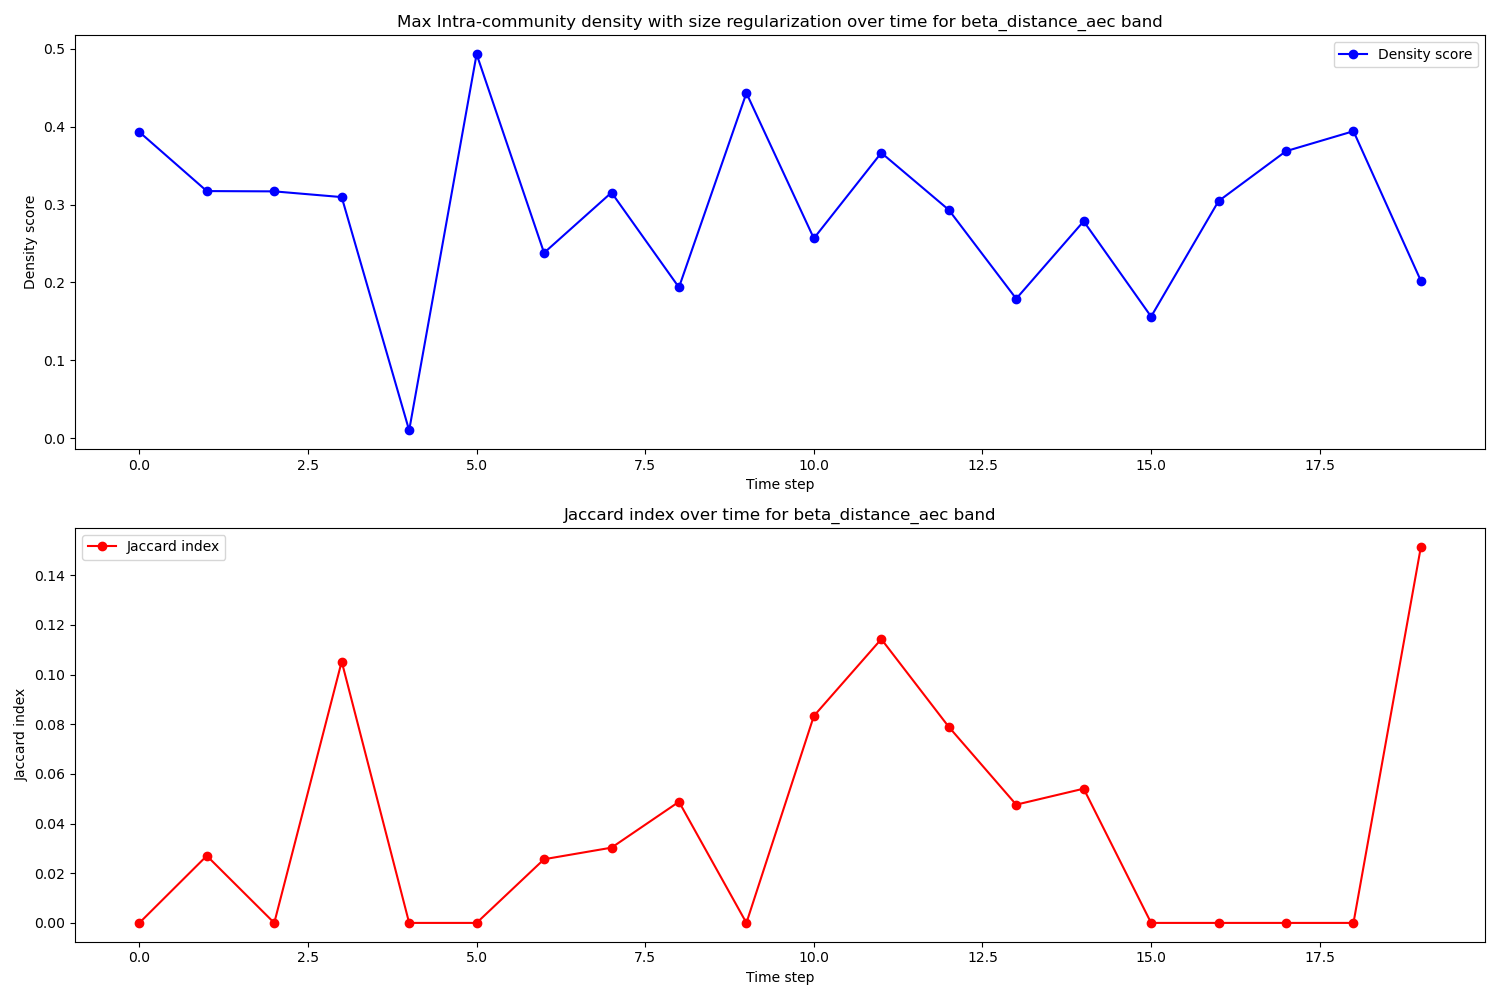 Max Intra-community density with size regularization over time for beta_distance_aec band
Density score
Density score
0.5
0.4
0.3
0.2
0.1
0.0
0.0 2.5 5.0 7.5 10.0 12.5 15.0 17.5
Time step
Jaccard index over time for beta_distance_aec band
Jaccard index
Jaccard index
0.14
0.12
0.10
0.08
0.06
0.04
0.02
0.00
0.0 2.5 5.0 7.5 10.0 12.5 15.0 17.5
Time step